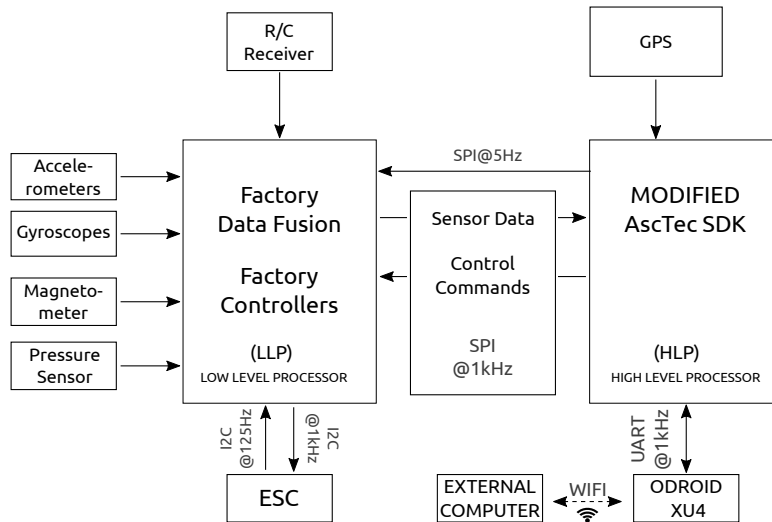 R/C
Receiver
GPS
Accele-
rometers
Gyroscopes
Magneto-
meter
Pressure
Sensor
Factory
Data Fusion
Factory
Controllers
(LLP)
LOW LEVEL PROCESSOR
SPI@5Hz
Sensor Data
Control
Commands
SPI
@1kHz
MODIFIED
AscTec SDK
(HLP)
HIGH LEVEL PROCESSOR
I2C
@125Hz
I2C
@1kHz
UART
@1kHz
ESC
EXTERNAL
COMPUTER
WIFI
ODROID
XU4